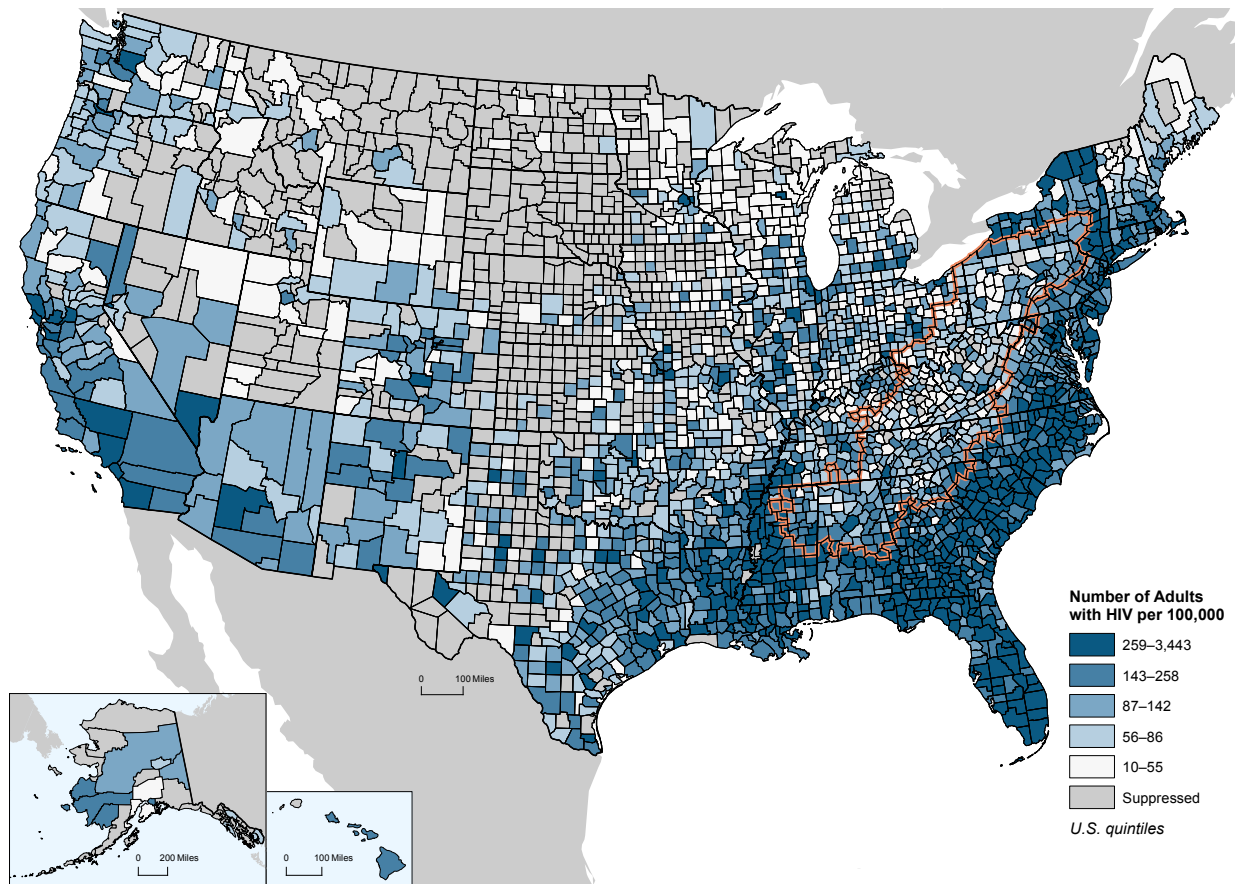 Number of Adults
with HIV per 100,000
259–3,443
143–258
87–142
56–86
10–55
Suppressed
U.S. quintiles
0 100 Miles
0 200 Miles
0 100 Miles